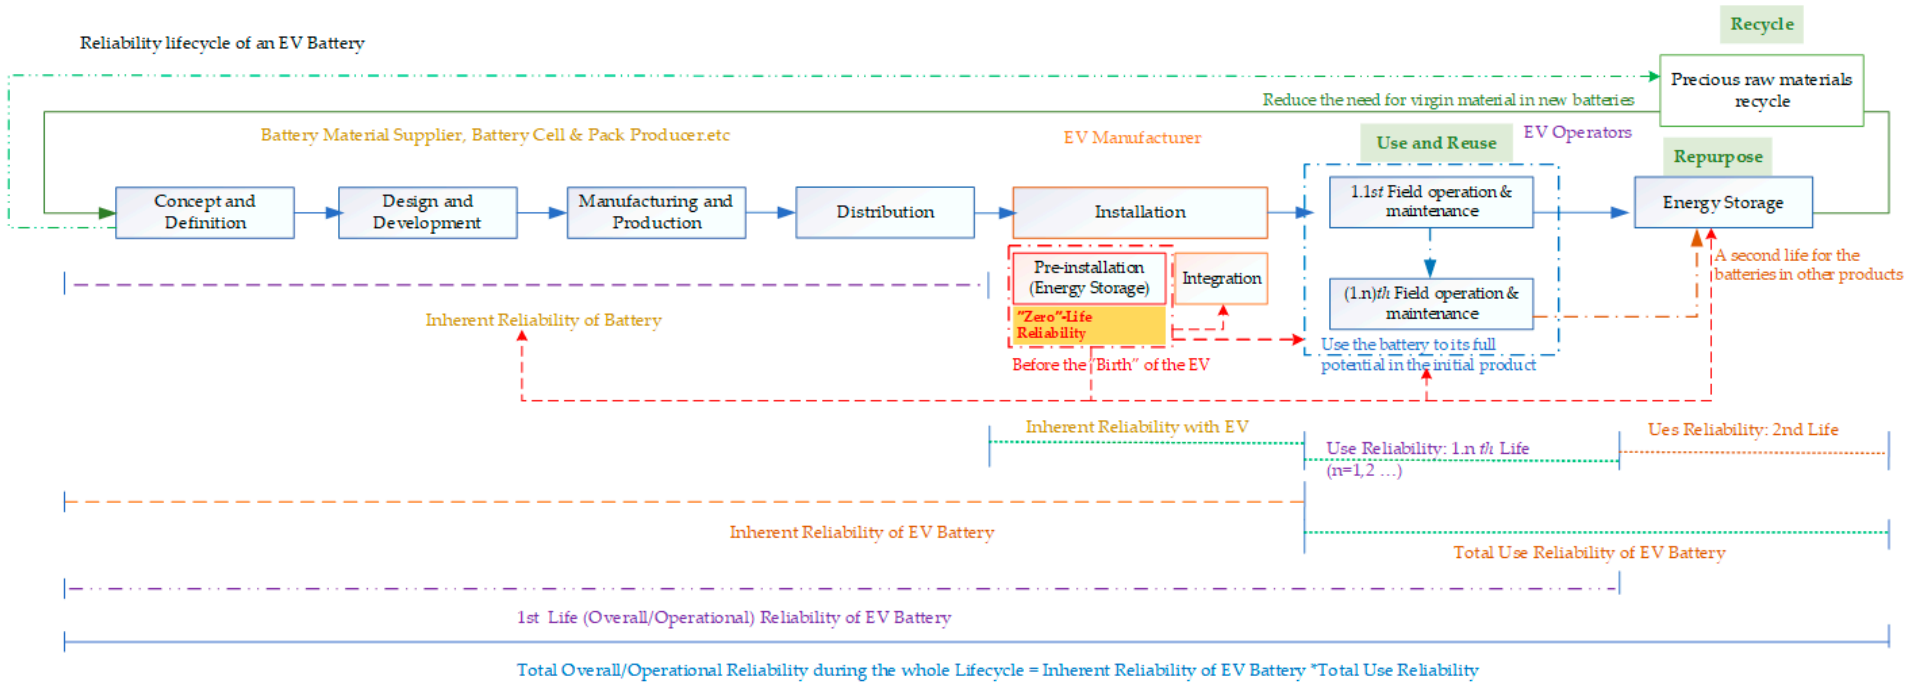 Recycle
Reliability lifecycle of an EV Battery
Precious raw materials
recycle
Reduce the need for virgin material in new batteries
Battery Material Supplier, Battery Cell & Pack Producer.etc
EV Manufacturer
EV Operators
Use and Reuse
Repurpose
Concept and
Definition
Design and
Development
Manufacturing and
Production
Distribution
Installation
1.1st Field operation &
maintenance
Energy Storage
Pre-installation
(Energy Storage)
Integration
"Zero"-Life
Reliability
Before the "Birth" of the EV
(1.n)th Field operation &
maintenance
Use the battery to its full
potential in the initial product
A second life for the
batteries in other products
Inherent Reliability of Battery
Inherent Reliability with EV
Use Reliability: 1.n th Life
(n=1,2 ...)
Ues Reliability: 2nd Life
Inherent Reliability of EV Battery
Total Use Reliability of EV Battery
1st Life (Overall/Operational) Reliability of EV Battery
Total Overall/Operational Reliability during the whole Lifecycle = Inherent Reliability of EV Battery *Total Use Reliability